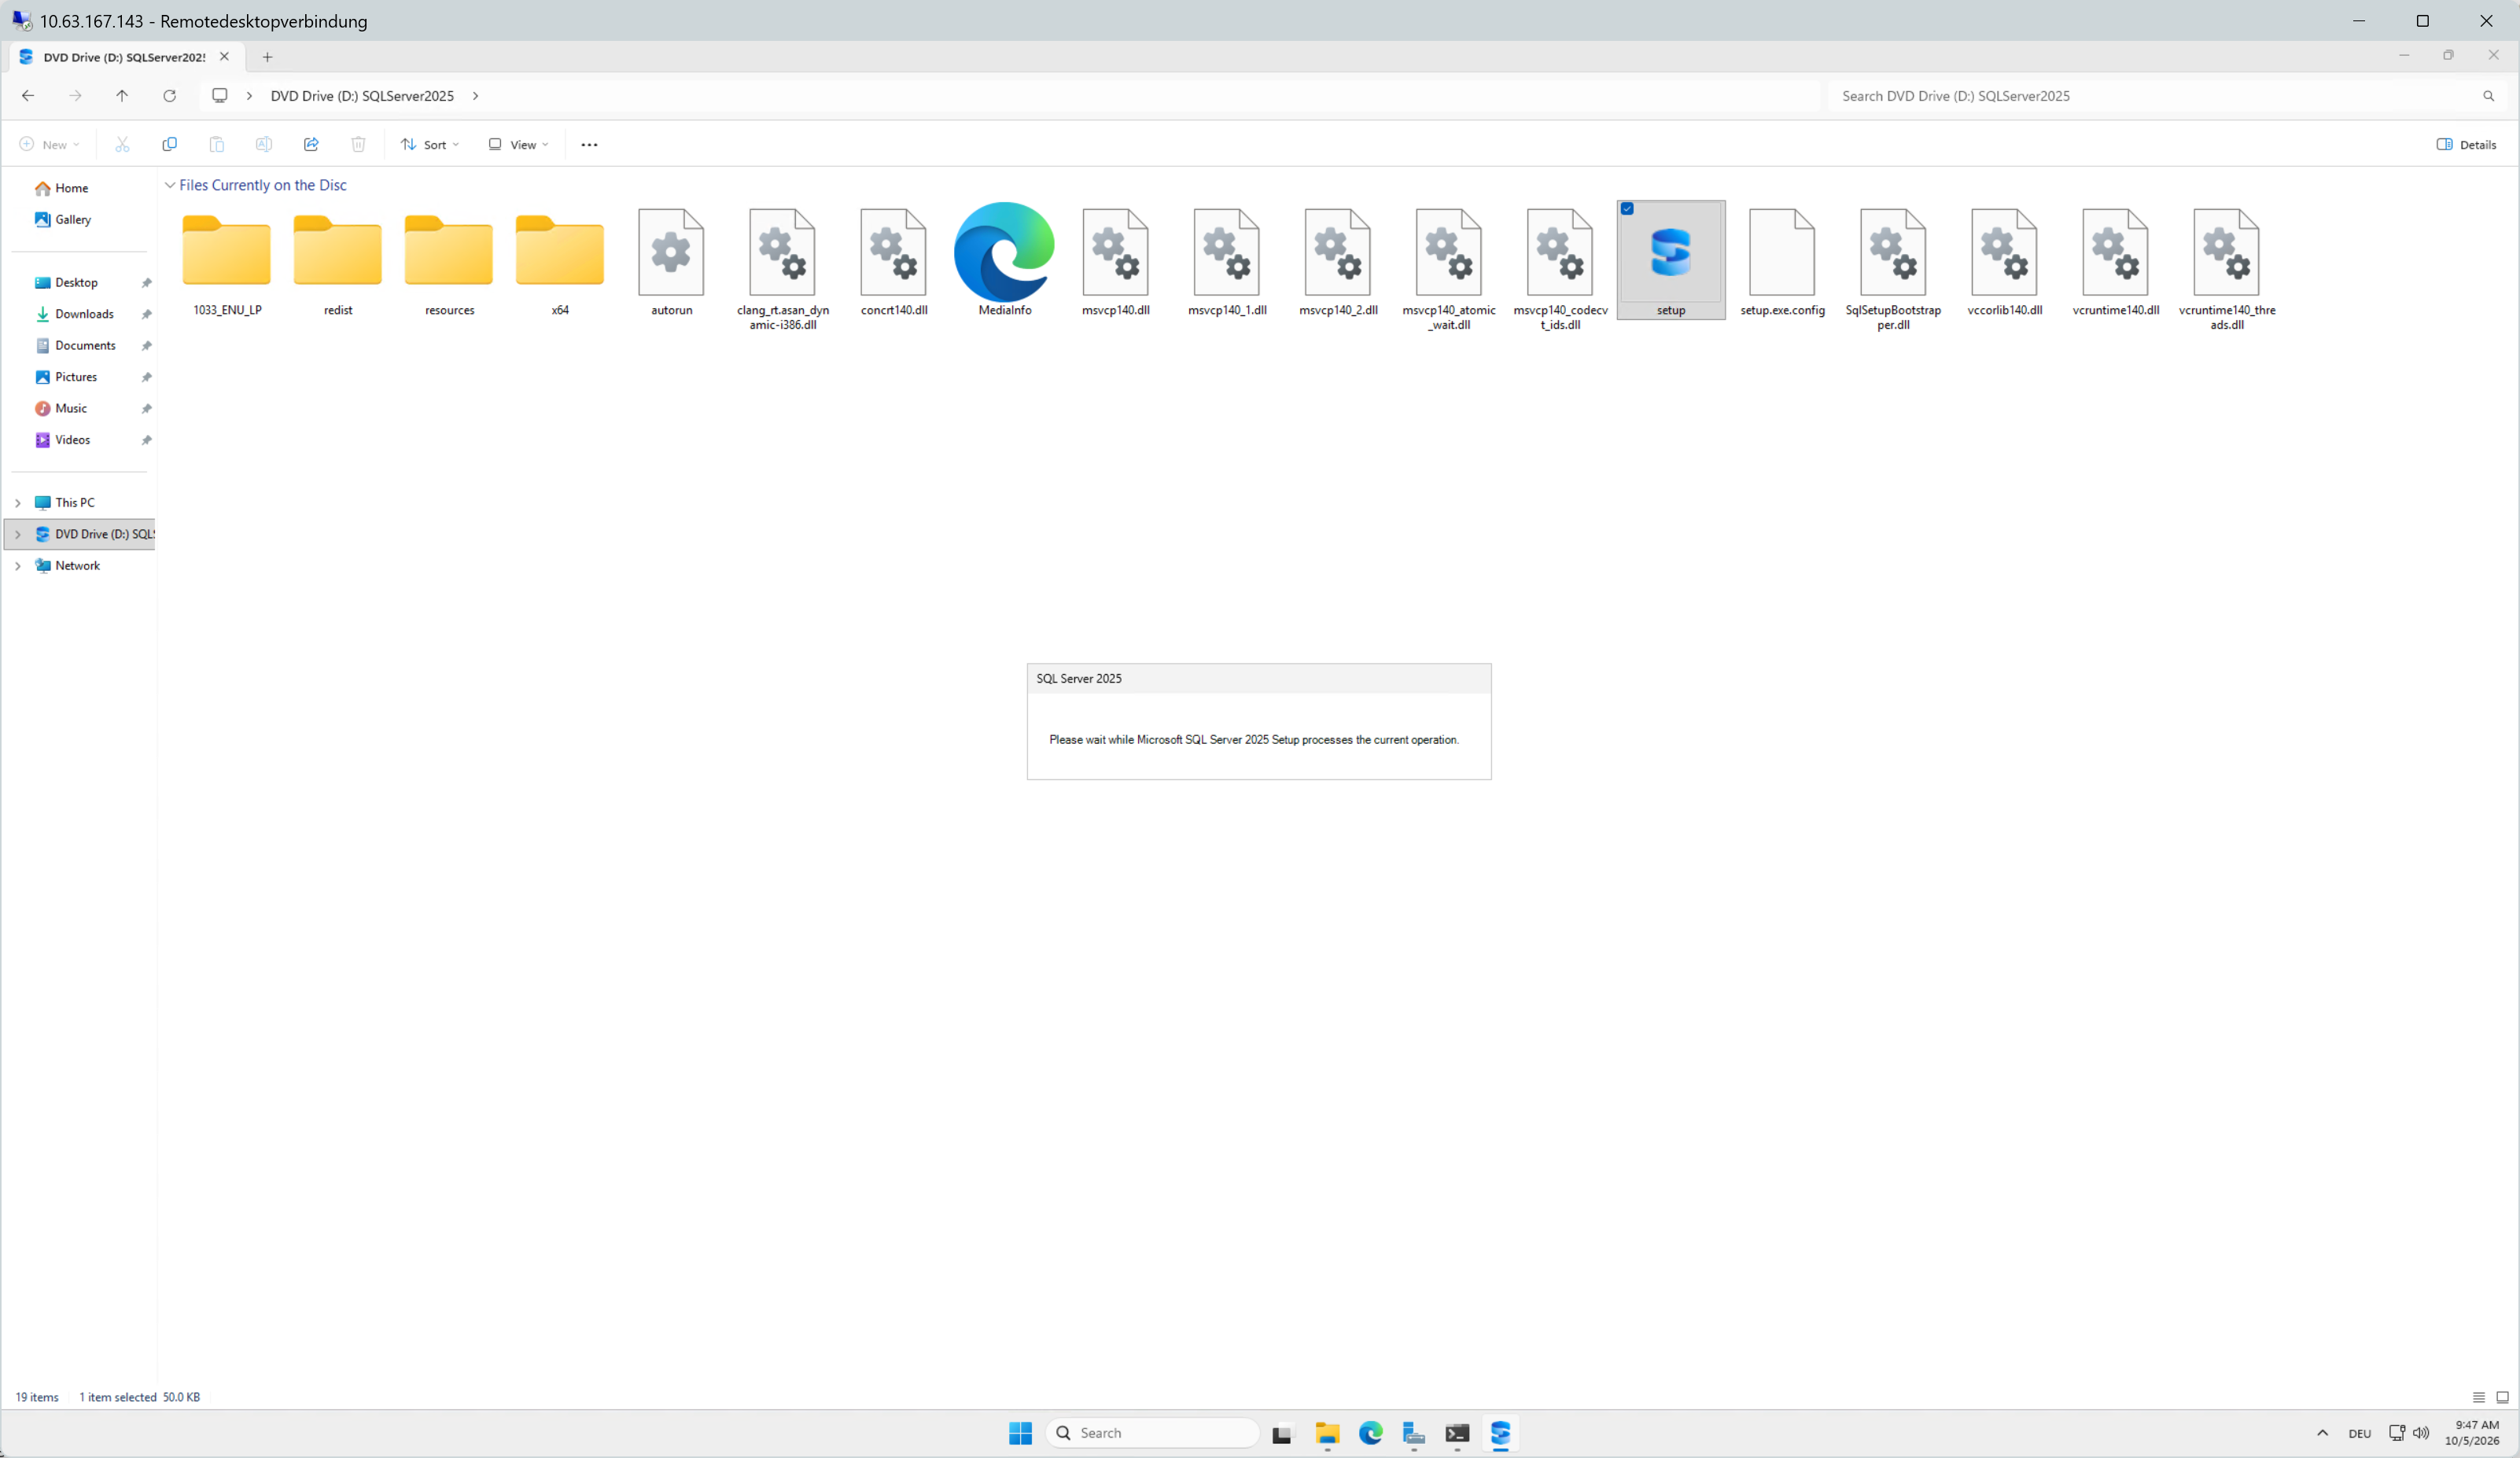 10.63.167.143 - Remotedesktopverbindung
DVD Drive (D:) SQLServer202!
DVD Drive (D:) SQLServer2025
Search DVD Drive (D:) SQLServer2025
New
Sort
View
Details
Home
Gallery
Desktop
Downloads
Documents
Pictures
Music
Videos
This PC
DVD Drive (D:) SQL
Network
Files Currently on the Disc
1033_ENU_LP
redist
resources
x64
autorun
clang_rt.asan_dyn
amic-i386.dll
concrt140.dll
MediaInfo
msvcp140.dll
msvcp140_1.dll
msvcp140_2.dll
msvcp140_atomic
_wait.dll
msvcp140_codecv
t_ids.dll
setup
setup.exe.config
SqlSetupBootstrap
per.dll
vccorlib140.dll
vcruntime140.dll
vcruntime140_thre
ads.dll
SQL Server 2025
Please wait while Microsoft SQL Server 2025 Setup processes the current operation.
19 items
1 item selected 50.0 KB
Search
DEU
9:47 AM
10/5/2026